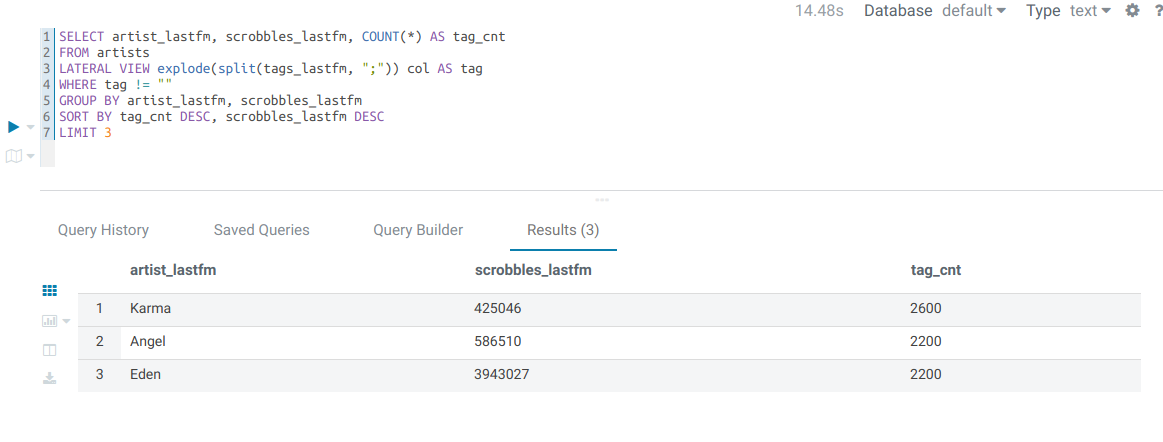 14.48s Database default Type text ?
1 SELECT artist_lastfm, scrobbles_lastfm, COUNT(*) AS tag_cnt
2 FROM artists
3 LATERAL VIEW explode(split(tags_lastfm, ";")) col AS tag
4 WHERE tag != ""
5 GROUP BY artist_lastfm, scrobbles_lastfm
6 SORT BY tag_cnt DESC, scrobbles_lastfm DESC
7 LIMIT 3
Query History Saved Queries Query Builder Results (3)
artist_lastfm scrobbles_lastfm tag_cnt
1 Karma 425046 2600
2 Angel 586510 2200
3 Eden 3943027 2200